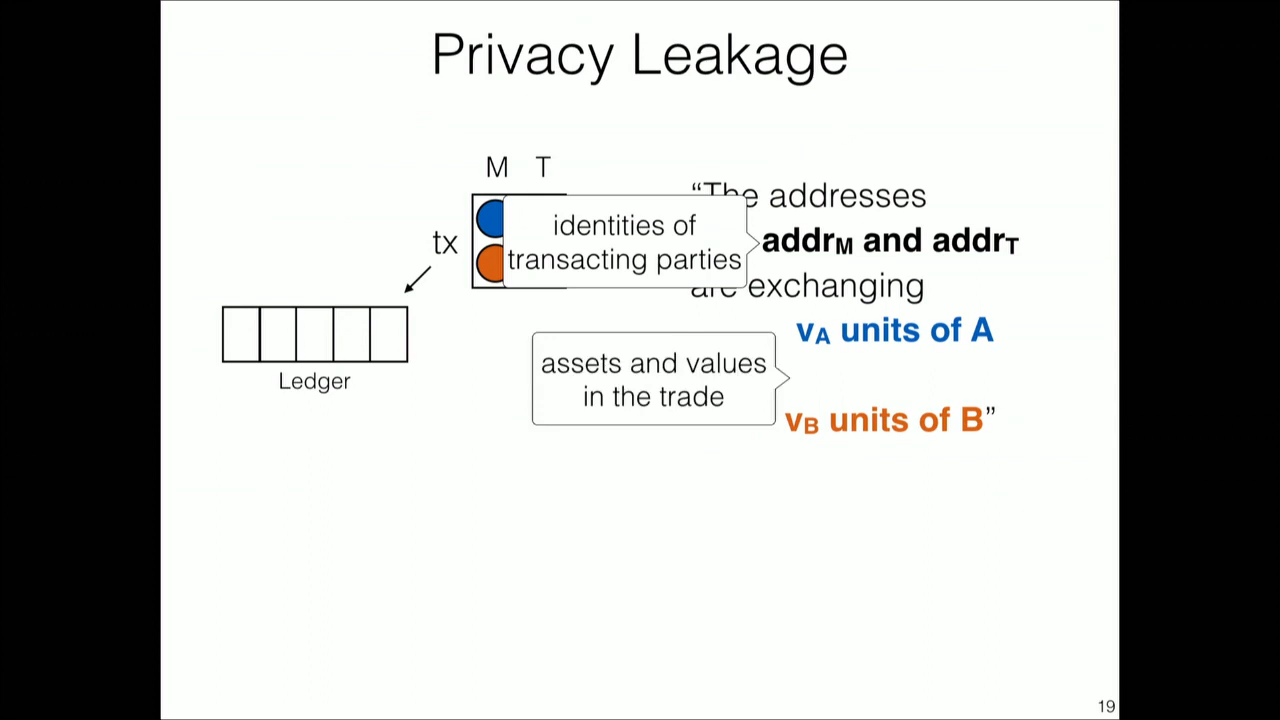 Privacy Leakage
M T
tx
Ledger
identities of
transacting parties
“The addresses
addrM and addrT
are exchanging
vA units of A
assets and values
in the trade
vB units of B”
19